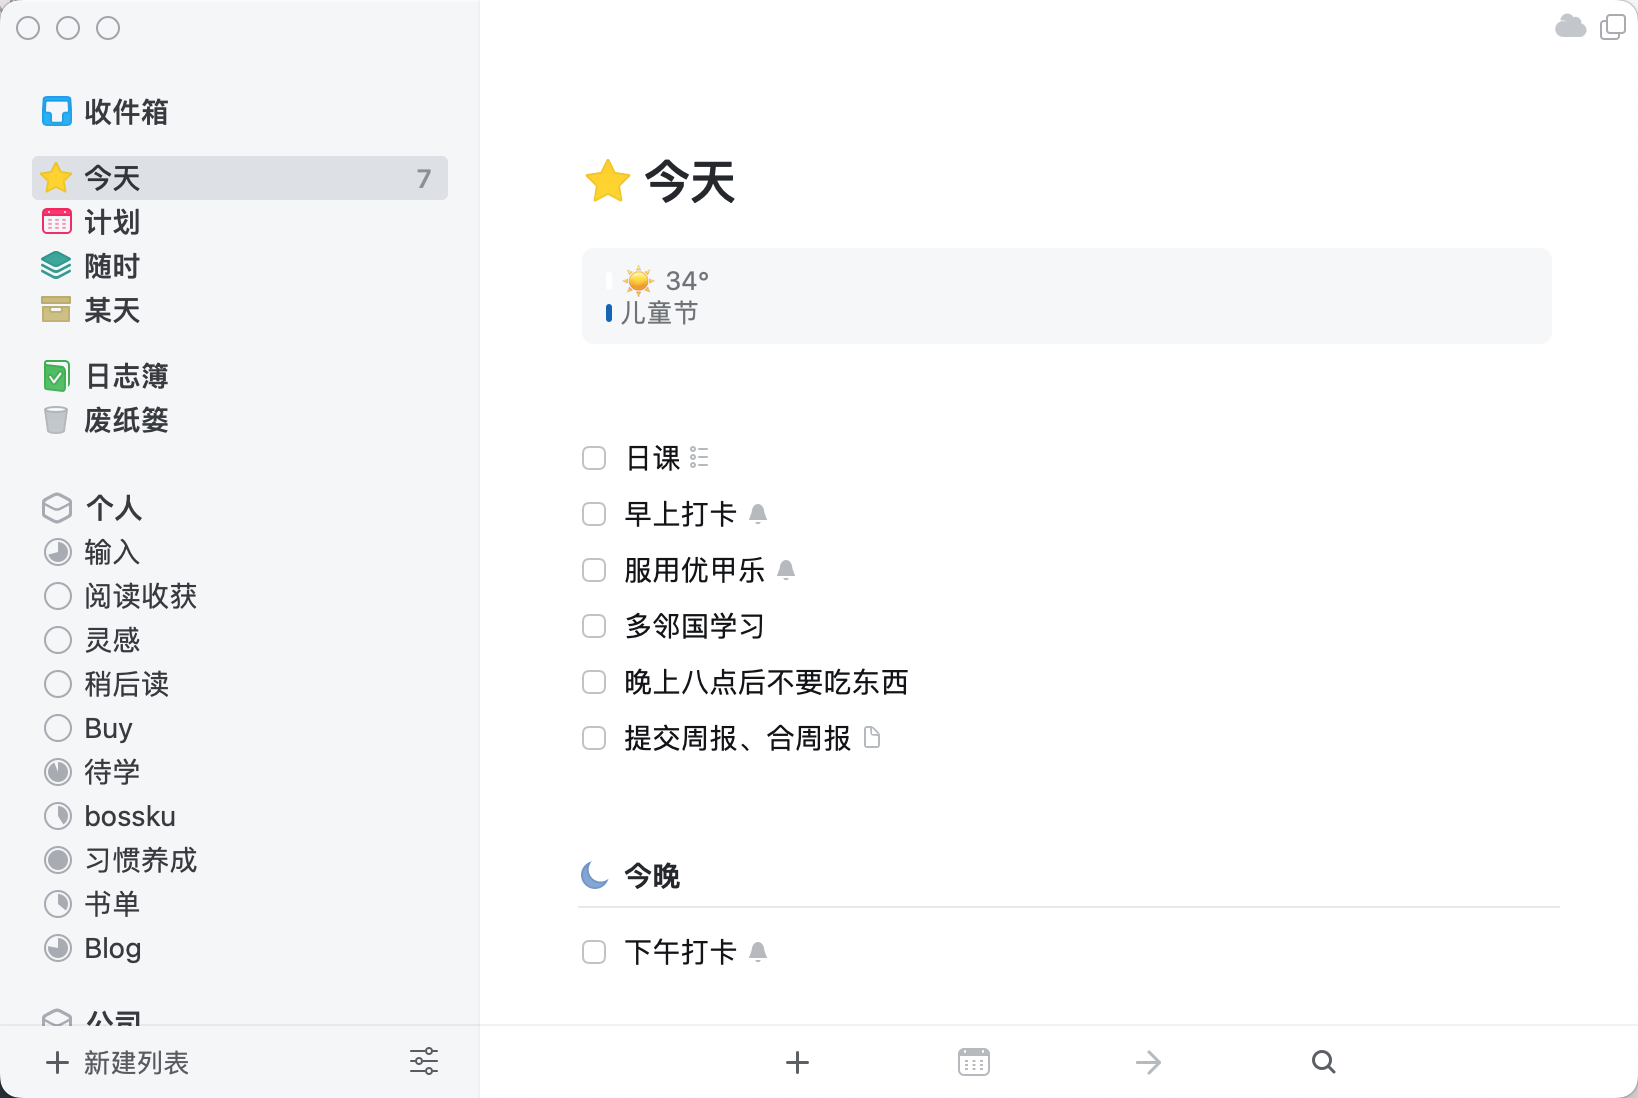 收件箱
今天 7
计划
随时
某天
日志簿
废纸篓
个人
输入
阅读收获
灵感
稍后读
Buy
待学
bossku
习惯养成
书单
Blog
公司
新建列表
今天
34°
儿童节
日课
早上打卡
服用优甲乐
多邻国学习
晚上八点后不要吃东西
提交周报、合周报
今晚
下午打卡